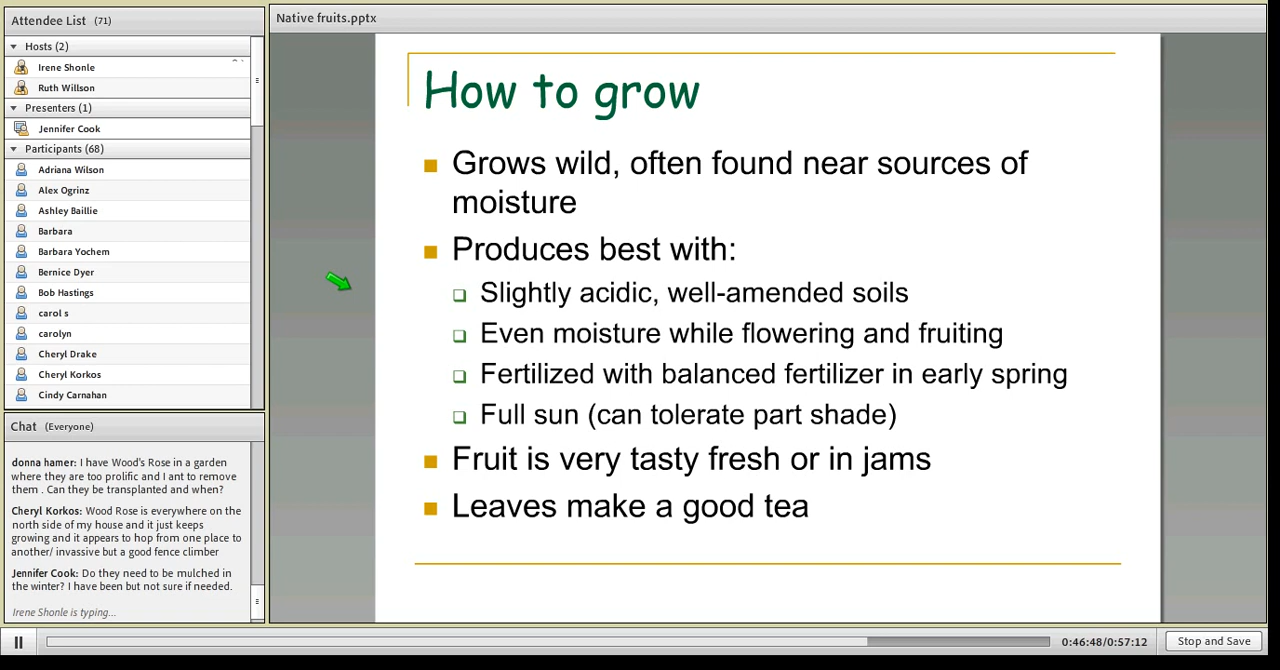 Attendee List (71)
Hosts (2)
Irene Shonle
Ruth Willson
Presenters (1)
Jennifer Cook
Participants (68)
Adriana Wilson
Alex Ogrinz
Ashley Baillie
Barbara
Barbara Yochem
Bernice Dyer
Bob Hastings
carol s
carolyn
Cheryl Drake
Cheryl Korkos
Cindy Carnahan
Chat (Everyone)
donna hamer: I have Wood's Rose in a garden
where they are too prolific and I ant to remove
them . Can they be transplanted and when?
Cheryl Korkos: Wood Rose is everywhere on the
north side of my house and it just keeps
growing and it appears to hop from one place to
another/ invassive but a good fence climber
Jennifer Cook: Do they need to be mulched in
the winter? I have been but not sure if needed.
Irene Shonle is typing...
Native fruits.pptx
How to grow
Grows wild, often found near sources of
moisture
Produces best with:
Slightly acidic, well-amended soils
Even moisture while flowering and fruiting
Fertilized with balanced fertilizer in early spring
Full sun (can tolerate part shade)
Fruit is very tasty fresh or in jams
Leaves make a good tea
0:46:48/0:57:12
Stop and Save